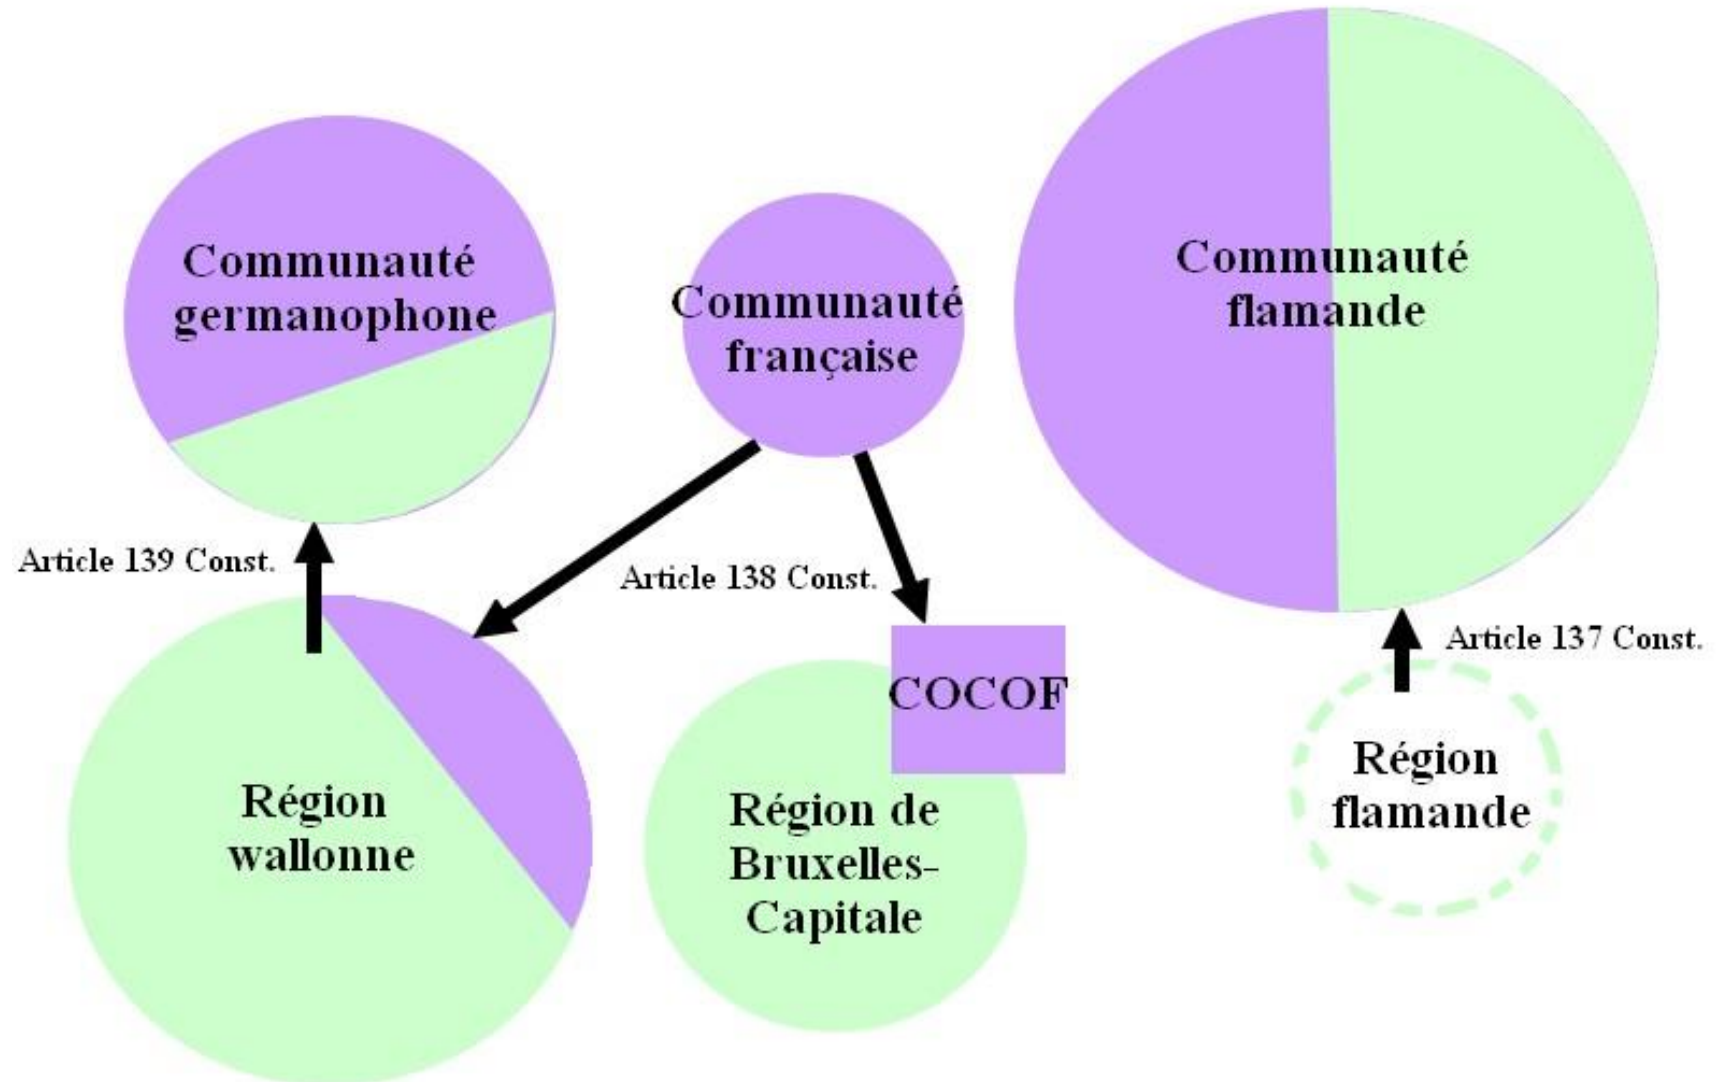 Communauté
germanophone
Communauté
française
Communauté
flamande
Article 139 Const.
Article 138 Const.
Article 137 Const.
COCOF
Région
wallonne
Région de
Bruxelles-
Capitale
Région
flamande